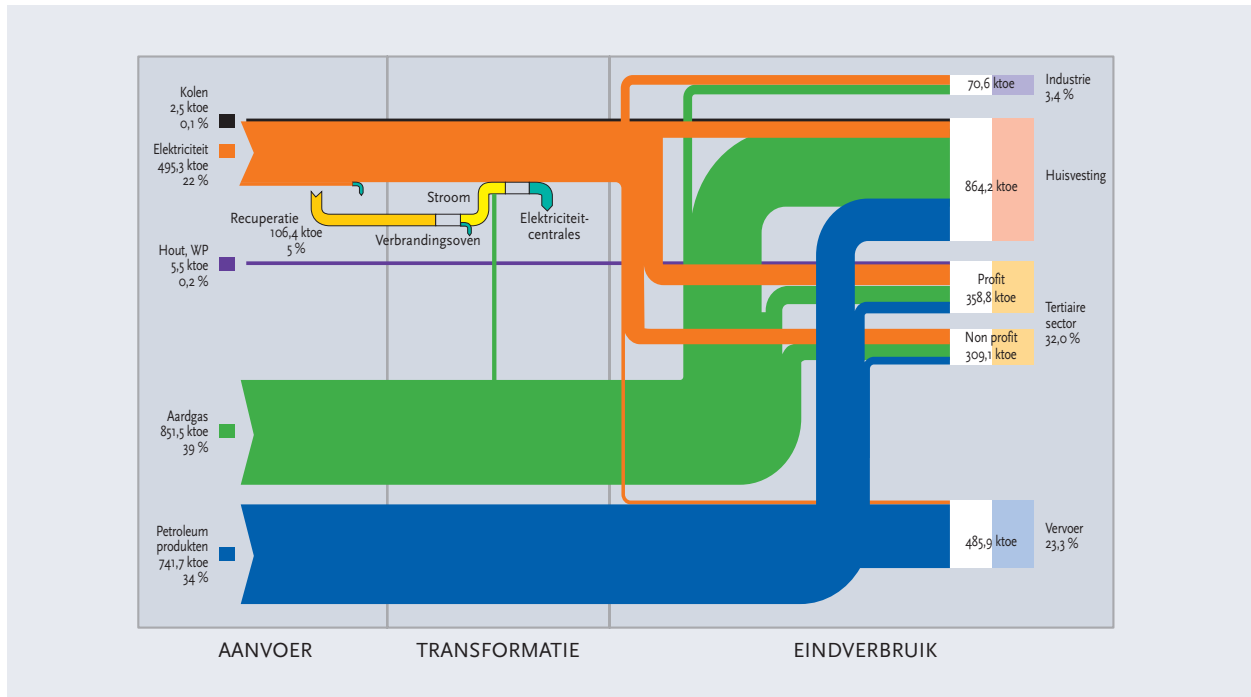 Kolen
2,5 ktoe
0,1 %
Elektriciteit
495,3 ktoe
22 %
Recuperatie
106,4 ktoe
5 %
Verbrandingsoven
Stroom
Elektriciteit-
centrales
Hout, WP
5,5 ktoe
0,2 %
Aardgas
851,5 ktoe
39 %
Petroleum
produkten
741,7 ktoe
34 %
70,6 ktoe
Industrie
3,4 %
864,2 ktoe
Huisvesting
Profit
358,8 ktoe
Non profit
309,1 ktoe
Tertiaire
sector
32,0 %
485,9 ktoe
Vervoer
23,3 %
AANVOER
TRANSFORMATIE
EINDVERBRUIK